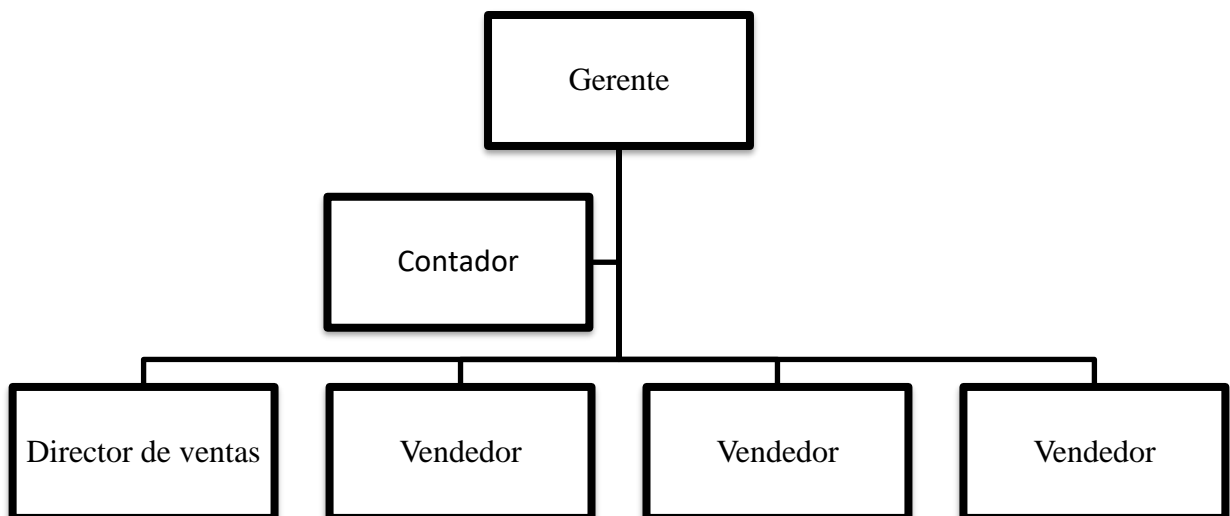 Gerente
Contador
Director de ventas
Vendedor
Vendedor
Vendedor